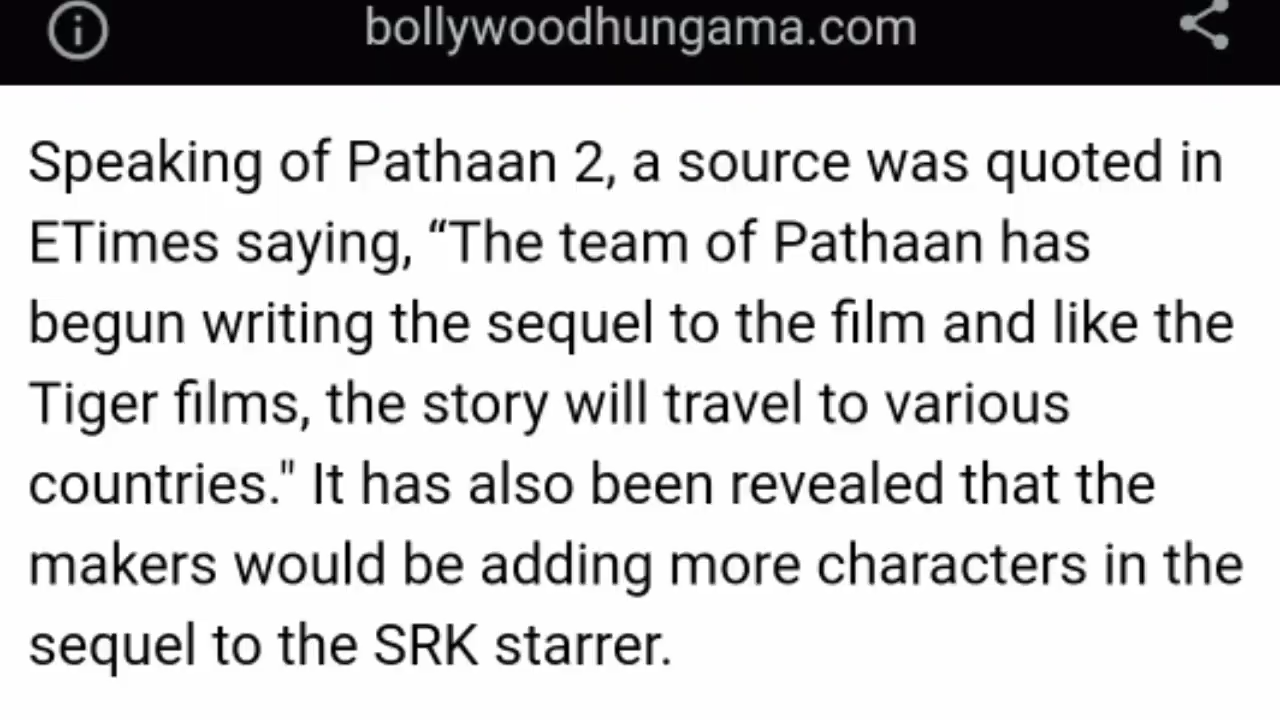 bollywoodhungama.com
Speaking of Pathaan 2, a source was quoted in
ETimes saying, “The team of Pathaan has
begun writing the sequel to the film and like the
Tiger films, the story will travel to various
countries." It has also been revealed that the
makers would be adding more characters in the
sequel to the SRK starrer.